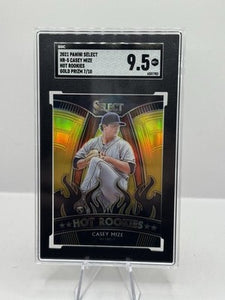 2021 PANINI SELECT
HR-5 CASEY MIZE
HOT ROOKIES
GOLD PRIZM 7/10
9.5
SELECT
HOT ROOKIES
CASEY MIZE